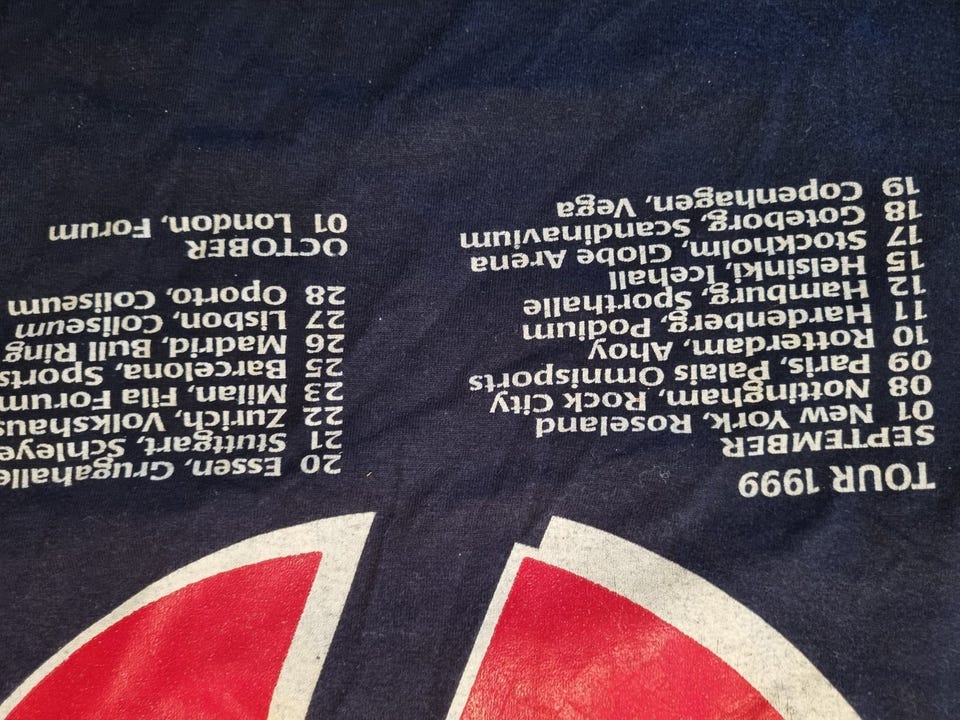 TOUR 1999
SEPTEMBER
01 New York, Roseland
08 Nottingham, Rock City
09 Paris, Palais Omnisports
10 Rotterdam, Ahoy
11 Hardenberg, Podium
12 Hamburg, Sporthalle
15 Helsinki, Icehall
17 Stockholm, Globe Arena
18 Goteborg, Scandinavium
19 Copenhagen, Vega
20 Essen, Grugahalle
21 Stuttgart, Schleye
22 Zurich, Volkshaus
23 Milan, Fila Forum
25 Barcelona, Sports
26 Madrid, Bull Ring
27 Lisbon, Coliseum
28 Oporto, Coliseum
OCTOBER
01 London, Forum